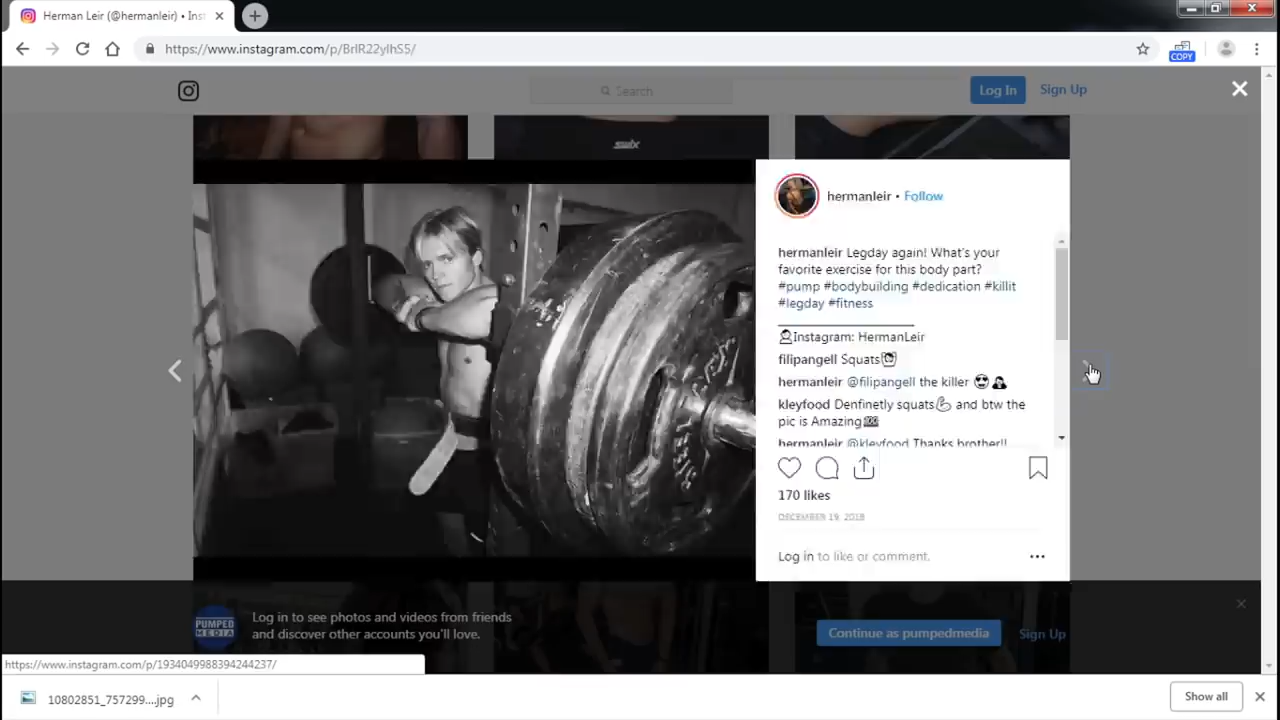 Herman Leir (@hermanleir) • Inst
https://www.instagram.com/p/BrlR22ylhS5/
COPY
Search
Log In
Sign Up
swix
hermanleir • Follow
hermanleir Legday again! What's your
favorite exercise for this body part?
#pump #bodybuilding #dedication #killit
#legday #fitness
Instagram: HermanLeir
filipangell Squats
hermanleir @filipangell the killer
kleyfood Denfinetly squats and btw the
pic is Amazing
hermanleir @kleyfood Thanks brother!!
170 likes
DECEMBER 19, 2018
Log in to like or comment.
PUMPED
MEDIA
Log in to see photos and videos from friends
and discover other accounts you'll love.
Continue as pumpedmedia
Sign Up
https://www.instagram.com/p/1934049988394244237/
10802851_757299....jpg
Show all